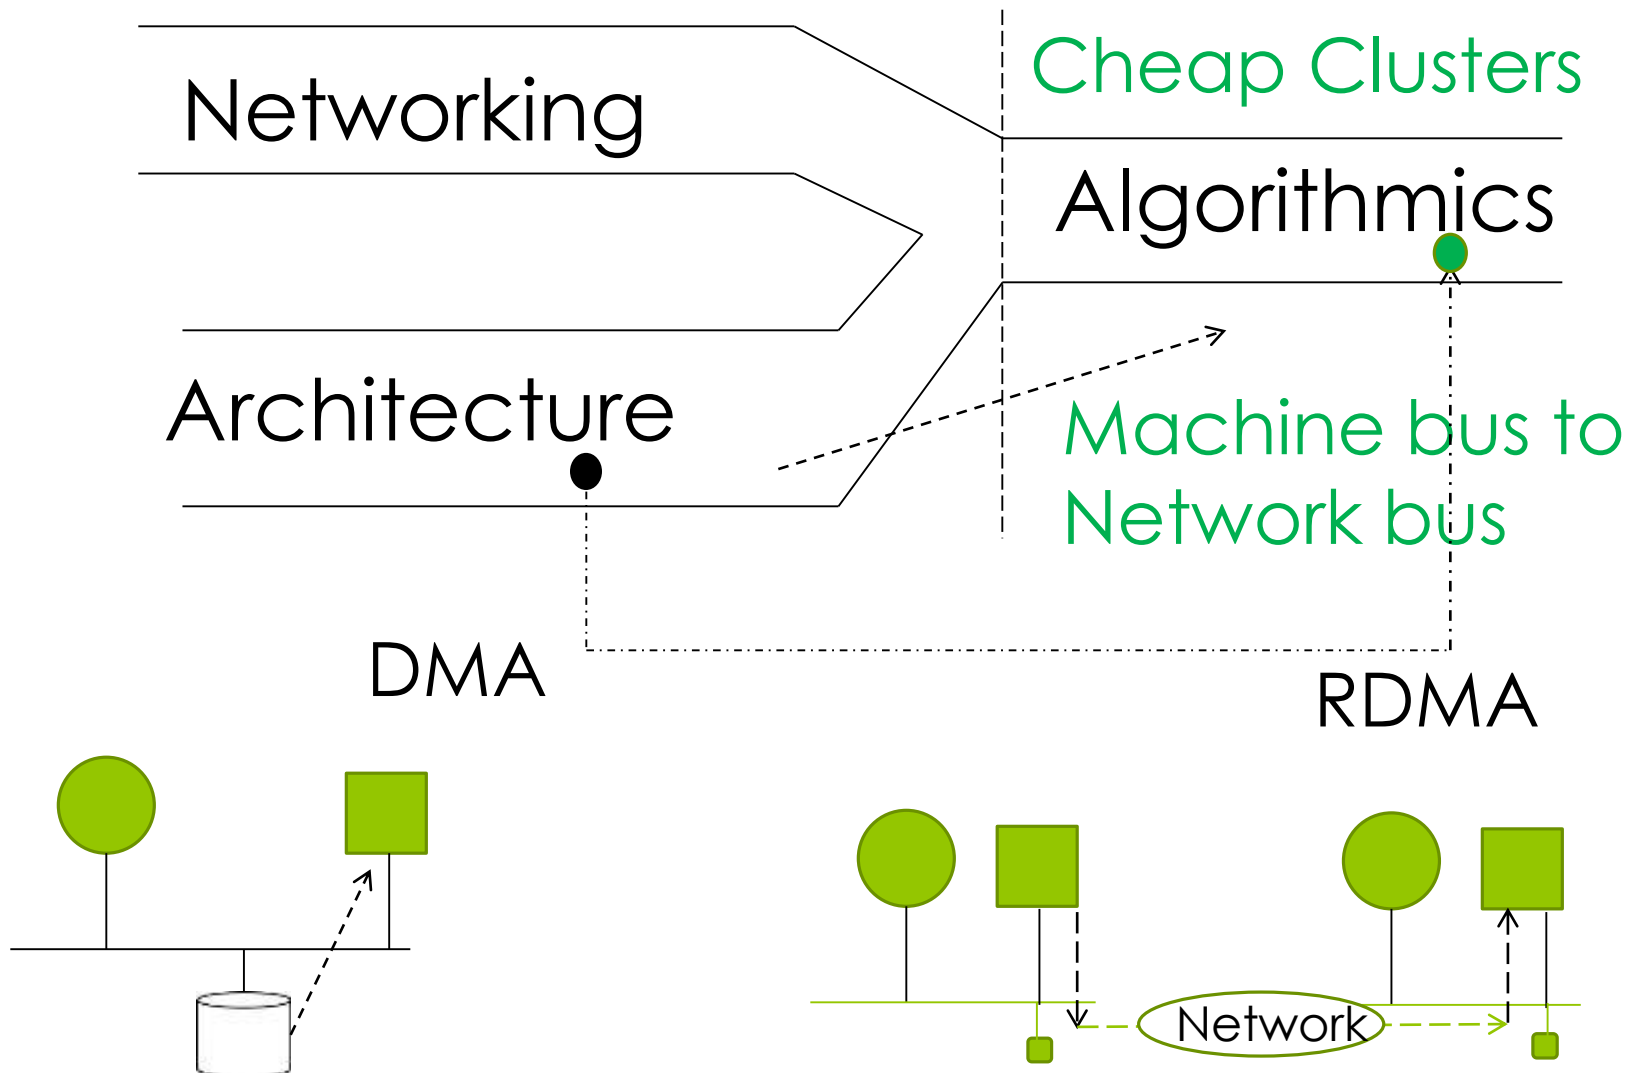 Networking
Cheap Clusters
Algorithmics
Architecture
Machine bus to
Network bus
DMA
RDMA
Network